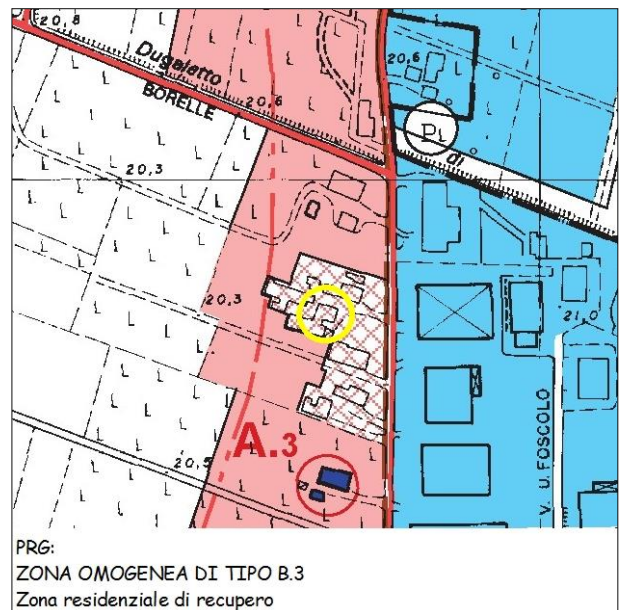 20,8
Dugaletto
BORELLE
20,6
20,6
P1
di
20,3
20,3
21,0
A.3
20,5
V. U. FOSCOLO
PRG:
ZONA OMOGENEA DI TIPO B.3
Zona residenziale di recupero